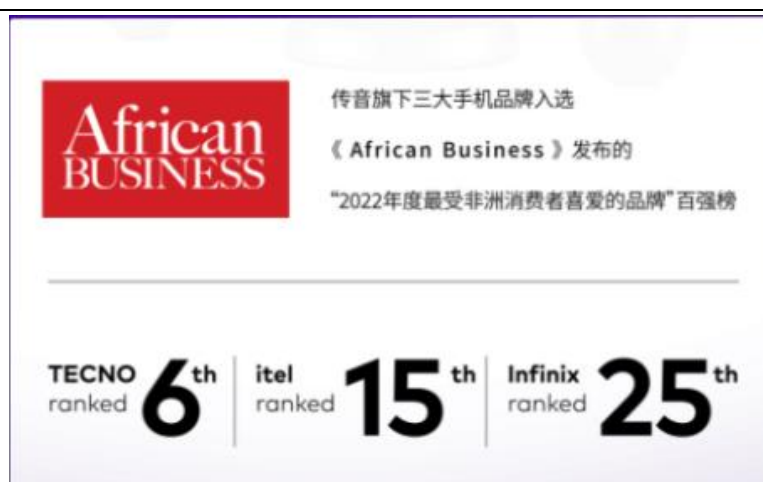 African
BUSINESS
传音旗下三大手机品牌入选
《 African Business 》发布的
“2022年度最受非洲消费者喜爱的品牌”百强榜
TECNO ranked 6th
itel ranked 15th
Infinix ranked 25th